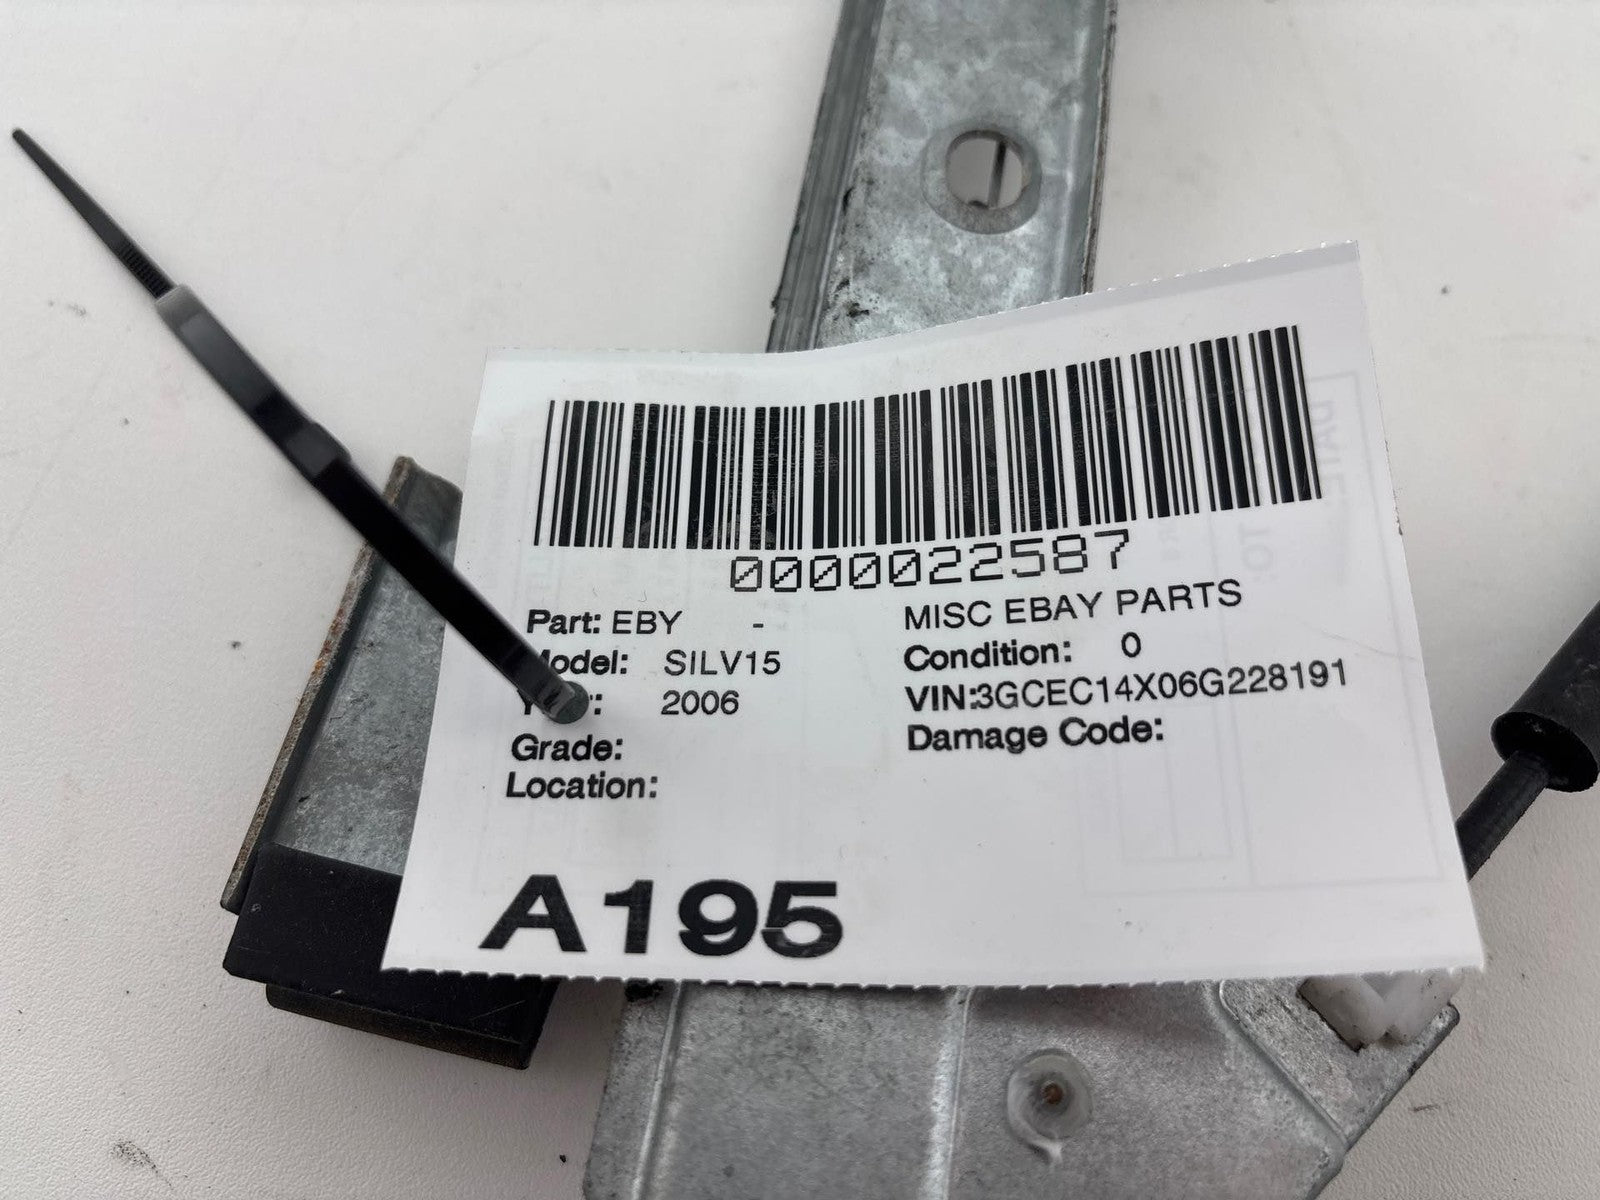 0000022587
Part: EBY - MISC EBAY PARTS
Model: SILV15 Condition: 0
2006 VIN:3GCEC14X06G228191
Grade: Damage Code:
Location:
A195